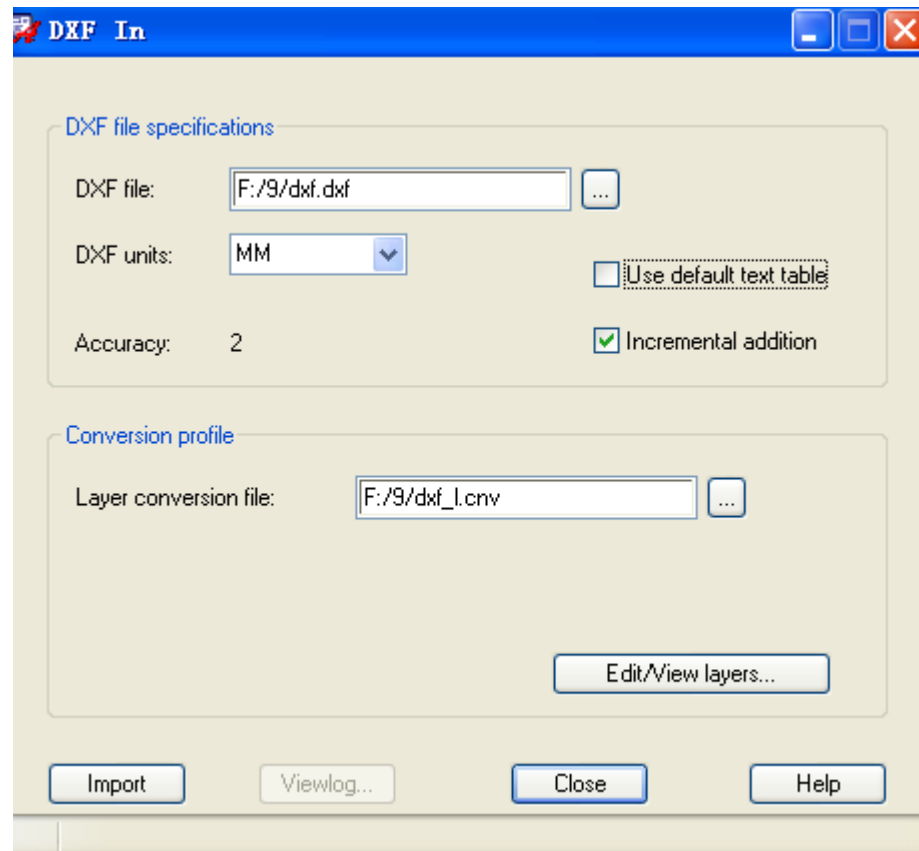 DXF In
DXF file specifications
DXF file: F:/9/dxf.dxf ...
DXF units: MM
Use default text table
Accuracy: 2
Incremental addition
Conversion profile
Layer conversion file: F:/9/dxf_l.cnv ...
Edit/View layers...
Import Viewlog... Close Help